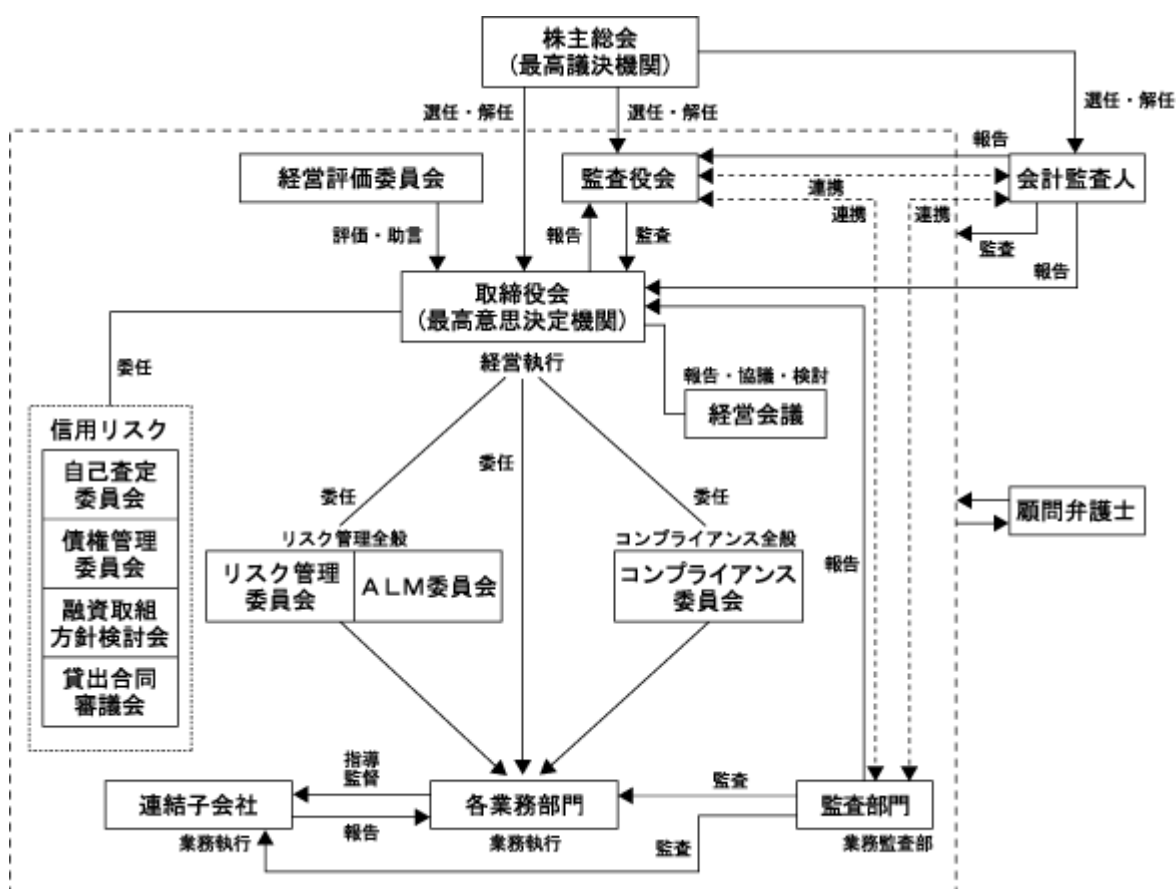 株主総会
(最高議決機関)
選任・解任
選任・解任
選任・解任
経営評価委員会
監査役会
報告
会計監査人
連携
連携
連携
評価・助言
報告
監査
監査
報告
取締役会
(最高意思決定機関)
経営執行
委任
報告・協議・検討
経営会議
信用リスク
自己査定
委員会
債権管理
委員会
融資取組
方針検討会
貸出合同
審議会
委任
委任
委任
リスク管理全般
リスク管理
委員会
ALM委員会
コンプライアンス全般
コンプライアンス
委員会
顧問弁護士
報告
指導
監督
連結子会社
業務執行
報告
各業務部門
業務執行
監査
監査
監査部門
業務監査部